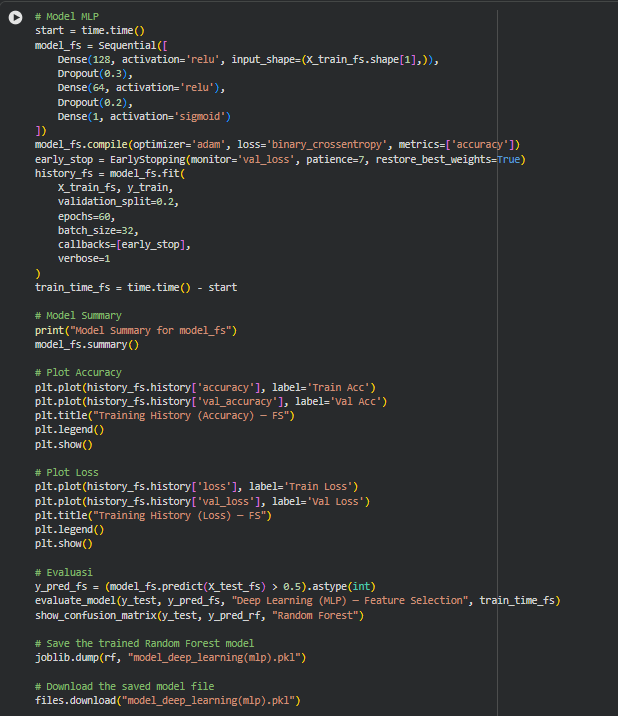 # Model MLP
start = time.time()
model_fs = Sequential([
    Dense(128, activation='relu', input_shape=(X_train_fs.shape[1],)),
    Dropout(0.3),
    Dense(64, activation='relu'),
    Dropout(0.2),
    Dense(1, activation='sigmoid')
])
model_fs.compile(optimizer='adam', loss='binary_crossentropy', metrics=['accuracy'])
early_stop = EarlyStopping(monitor='val_loss', patience=7, restore_best_weights=True)
history_fs = model_fs.fit(
    X_train_fs, y_train,
    validation_split=0.2,
    epochs=60,
    batch_size=32,
    callbacks=[early_stop],
    verbose=1
)
train_time_fs = time.time() - start

# Model Summary
print("Model Summary for model_fs")
model_fs.summary()

# Plot Accuracy
plt.plot(history_fs.history['accuracy'], label='Train Acc')
plt.plot(history_fs.history['val_accuracy'], label='Val Acc')
plt.title("Training History (Accuracy) — FS")
plt.legend()
plt.show()

# Plot Loss
plt.plot(history_fs.history['loss'], label='Train Loss')
plt.plot(history_fs.history['val_loss'], label='Val Loss')
plt.title("Training History (Loss) — FS")
plt.legend()
plt.show()

# Evaluasi
y_pred_fs = (model_fs.predict(X_test_fs) > 0.5).astype(int)
evaluate_model(y_test, y_pred_fs, "Deep Learning (MLP) — Feature Selection", train_time_fs)
show_confusion_matrix(y_test, y_pred_rf, "Random Forest")

# Save the trained Random Forest model
joblib.dump(rf, "model_deep_learning(mlp).pkl")

# Download the saved model file
files.download("model_deep_learning(mlp).pkl")